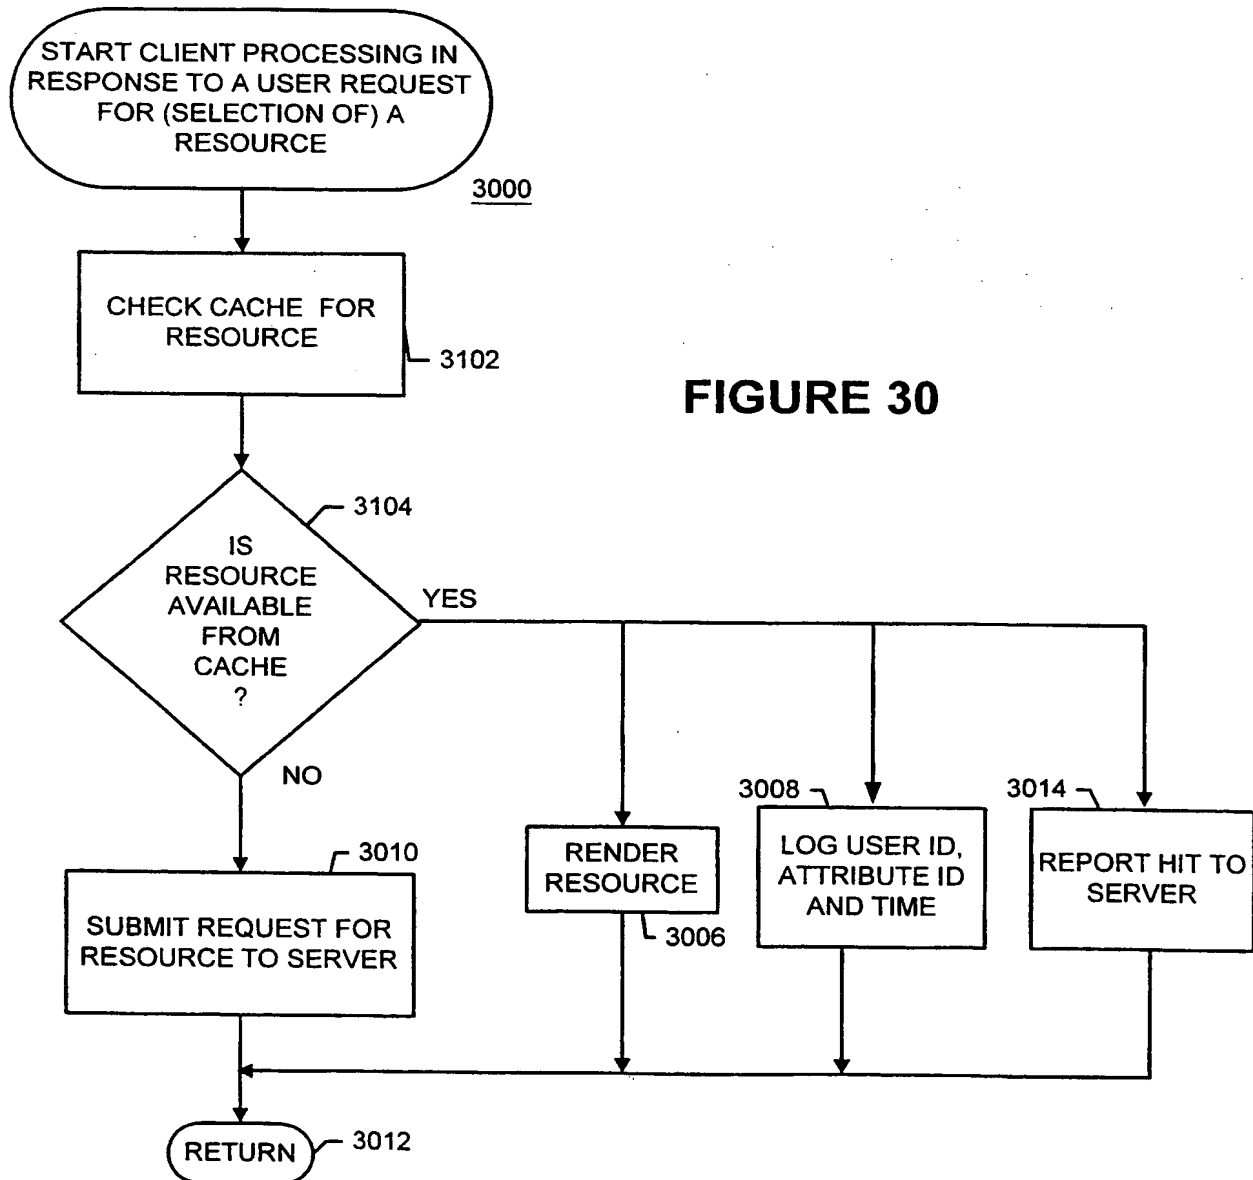 START CLIENT PROCESSING IN
RESPONSE TO A USER REQUEST
FOR (SELECTION OF) A
RESOURCE
3000
CHECK CACHE FOR
RESOURCE
3102
FIGURE 30
3104
IS
RESOURCE
AVAILABLE
FROM
CACHE
?
YES
NO
3010
SUBMIT REQUEST FOR
RESOURCE TO SERVER
RENDER
RESOURCE
3006
3008
LOG USER ID,
ATTRIBUTE ID
AND TIME
3014
REPORT HIT TO
SERVER
RETURN
3012